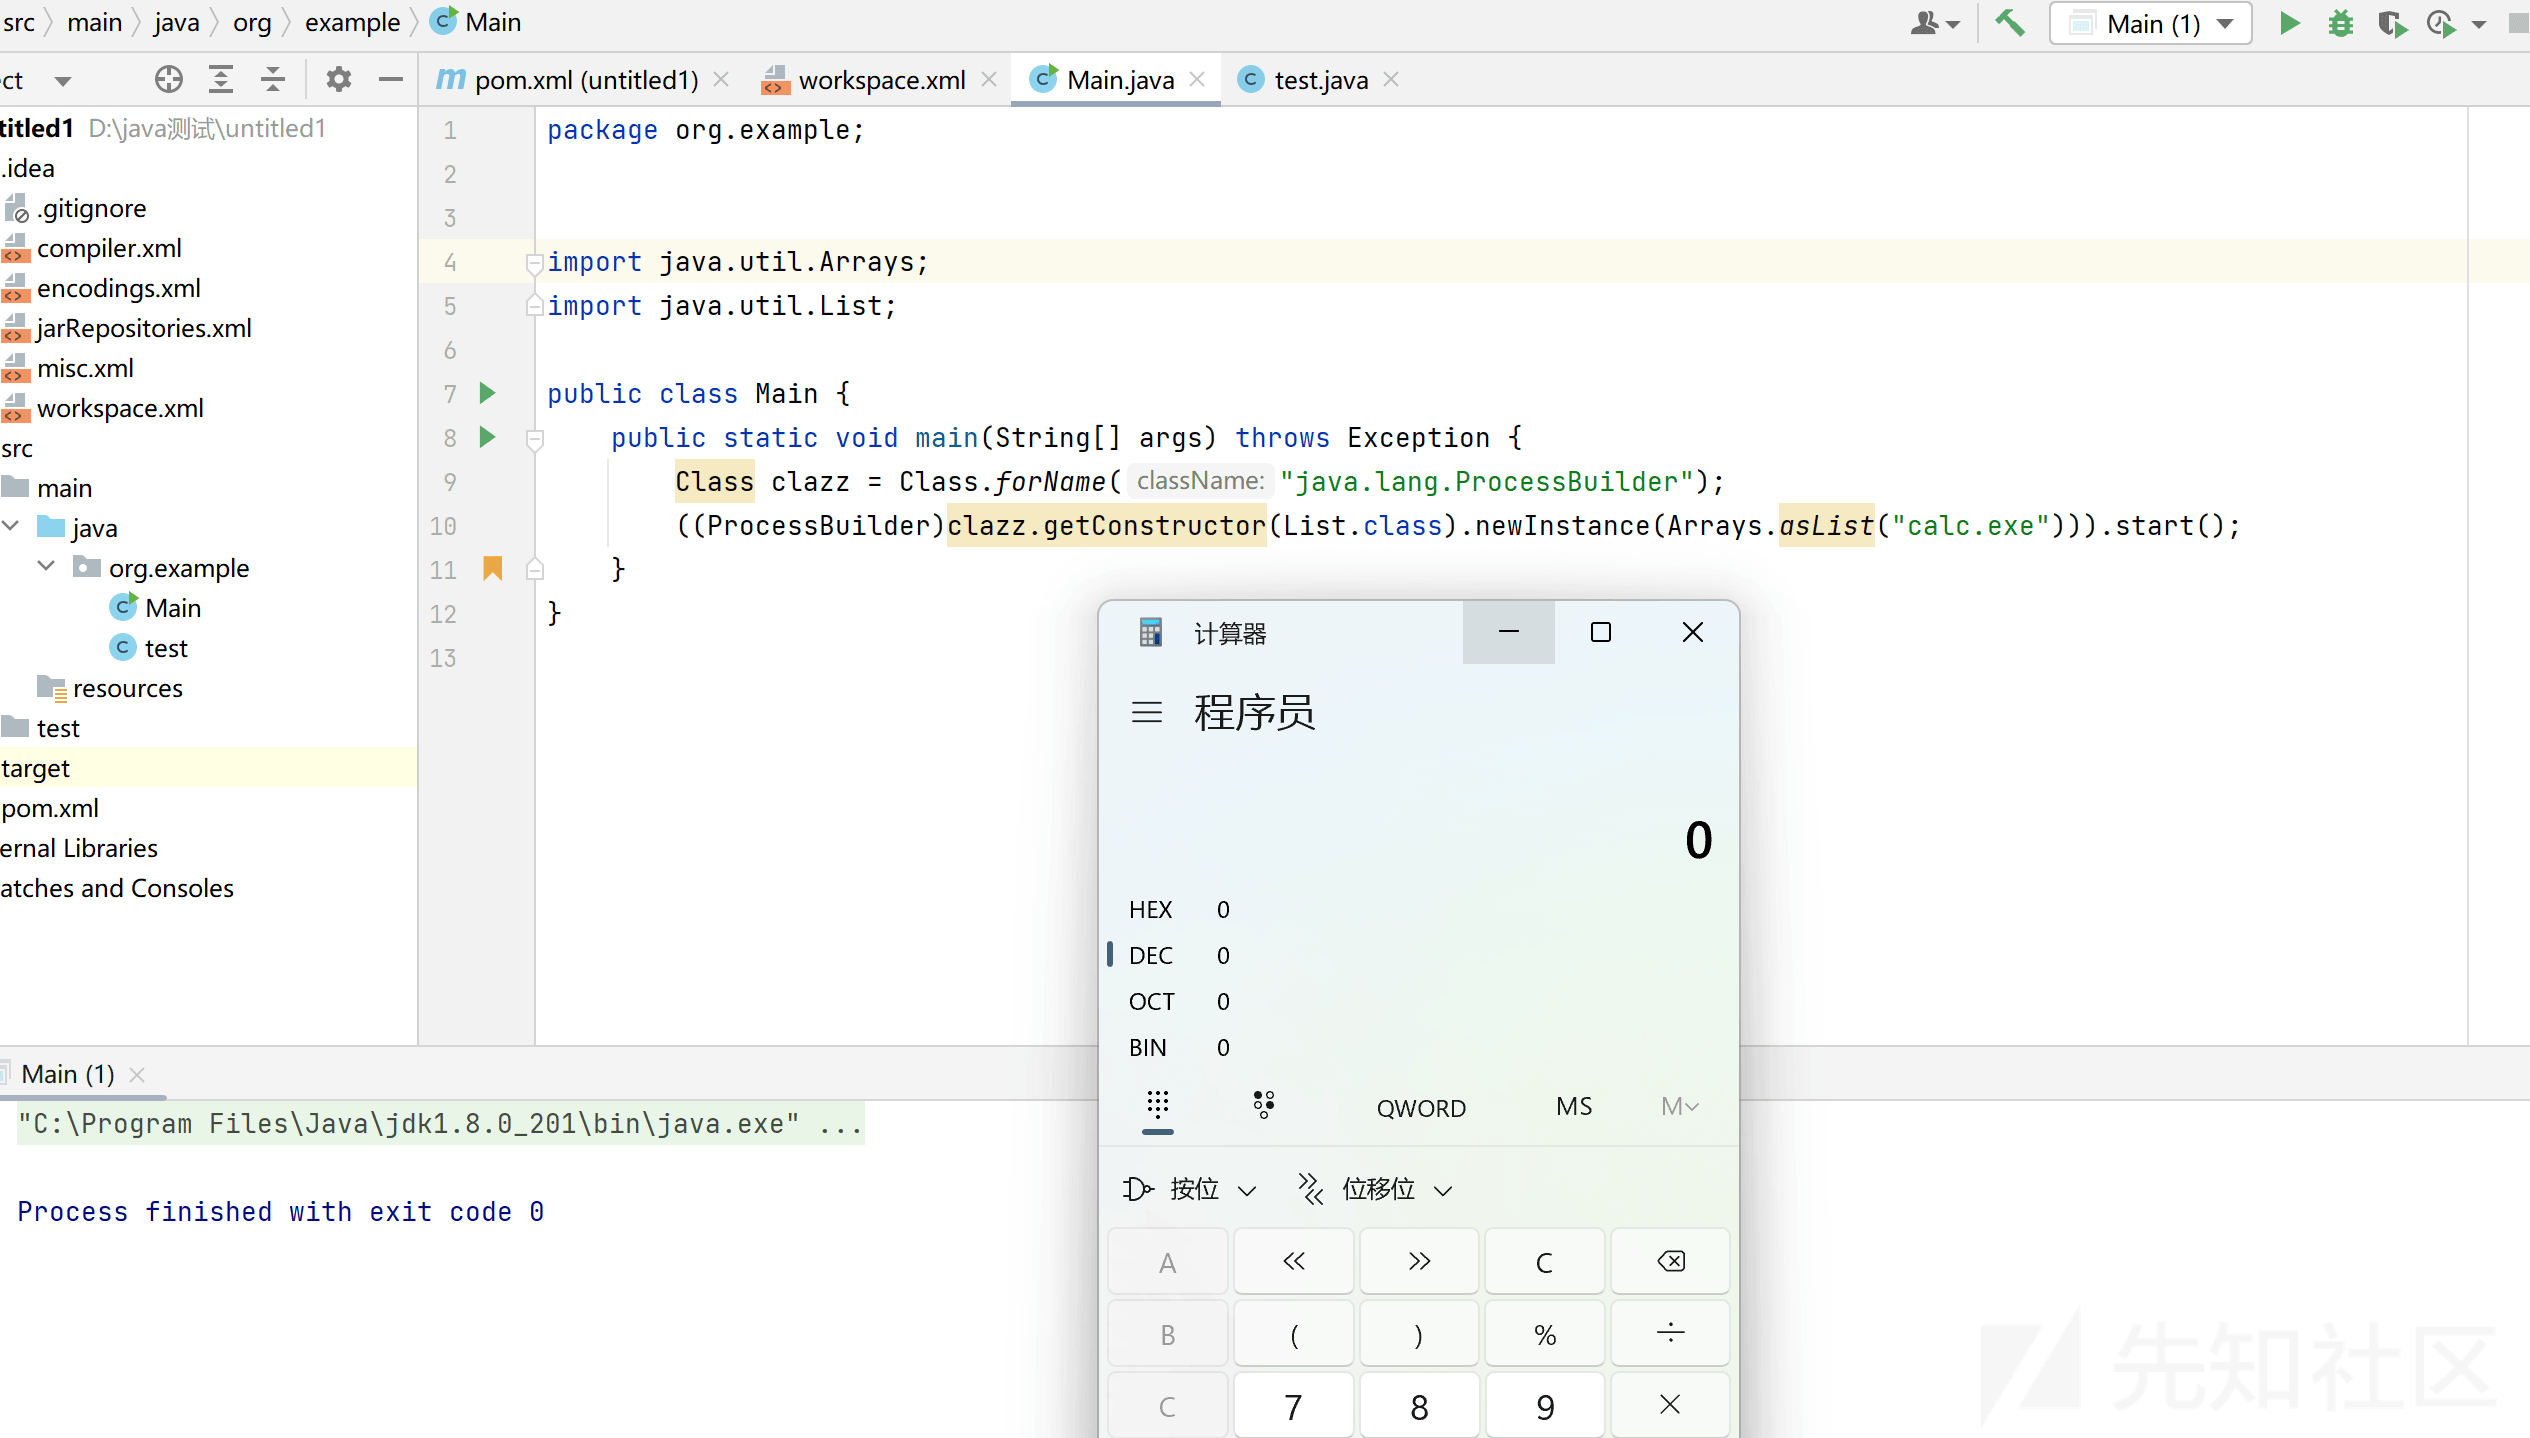 src main java org example Main
Main (1)
ct
pom.xml (untitled1) workspace.xml Main.java test.java
titled1 D:\java测试\untitled1
.idea
.gitignore
compiler.xml
encodings.xml
jarRepositories.xml
misc.xml
workspace.xml
src
main
java
org.example
Main
test
resources
test
target
pom.xml
ernal Libraries
atches and Consoles
1 package org.example;
2
3
4 import java.util.Arrays;
5 import java.util.List;
6
7 public class Main {
8 public static void main(String[] args) throws Exception {
9 Class clazz = Class.forName( className: "java.lang.ProcessBuilder");
10 ((ProcessBuilder)clazz.getConstructor(List.class).newInstance(Arrays.asList("calc.exe"))).start();
11 }
12 }
13
计算器
程序员
0
HEX 0
DEC 0
OCT 0
BIN 0
QWORD MS M
按位 位移位
A « » C
B ( ) % ÷
C 7 8 9 ×
Main (1)
"C:\Program Files\Java\jdk1.8.0_201\bin\java.exe" ...
Process finished with exit code 0
先知社区